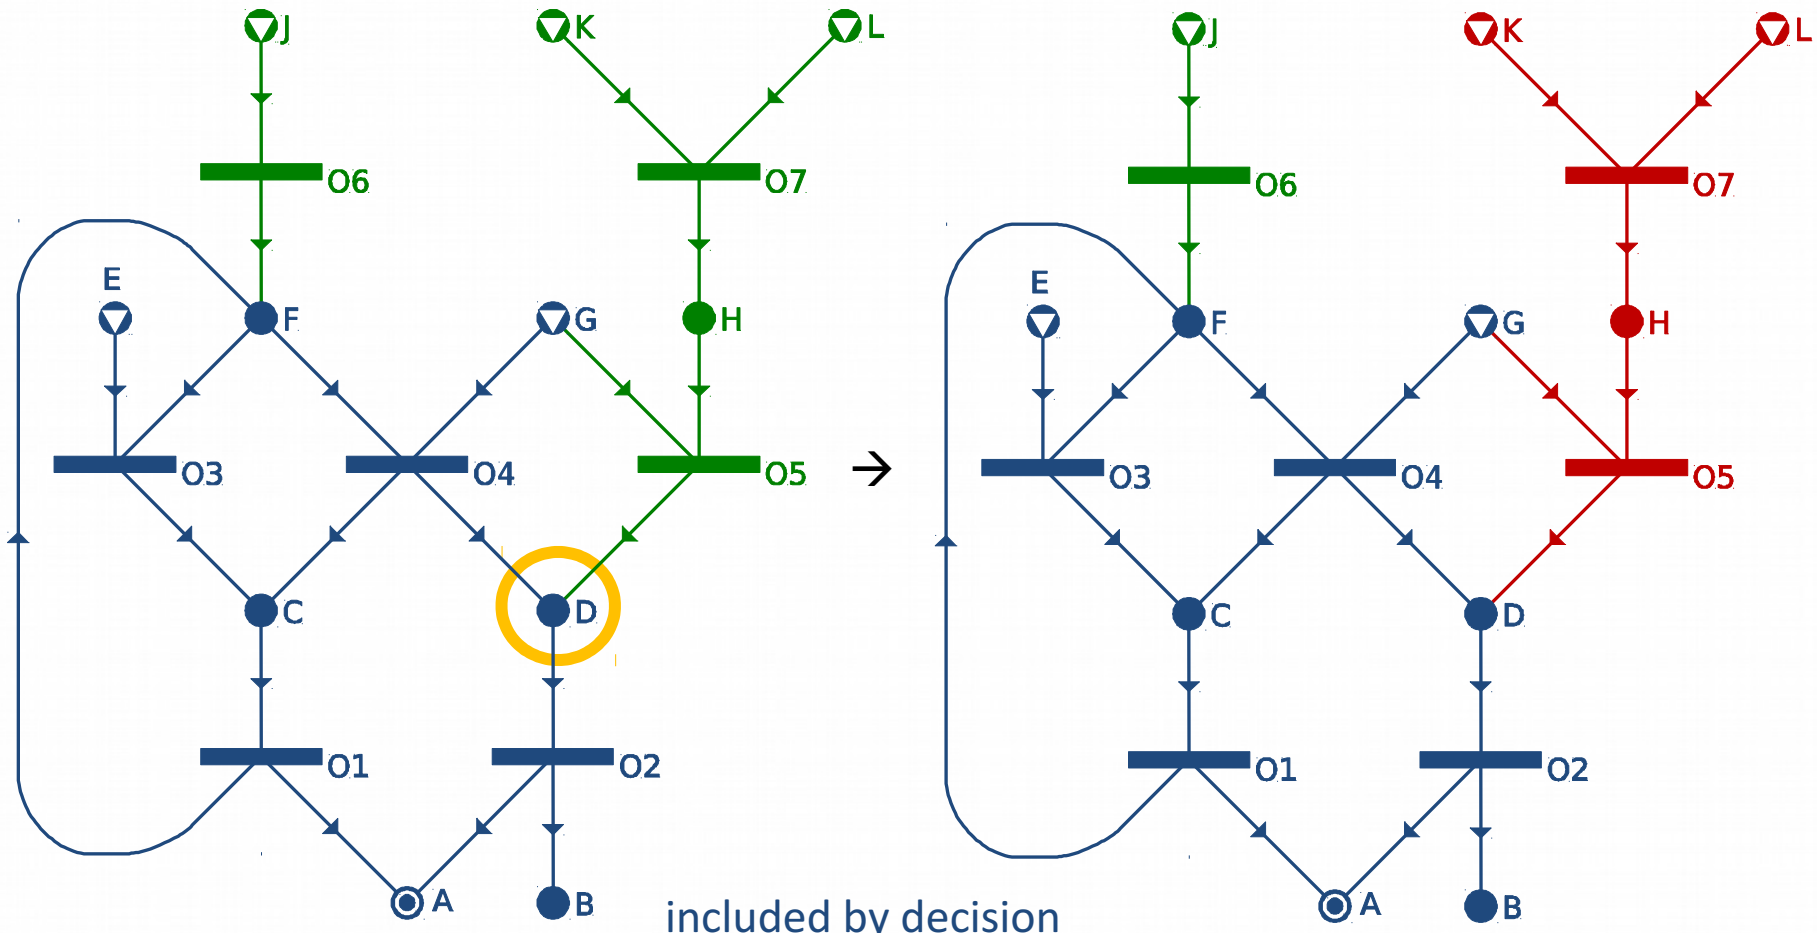 J K L J K L
O6 O7 O6 O7
E E
F G H F G H
O3 O4 O5 → O3 O4 O5
C D C D
O1 O2 O1 O2
A B A B
included by decision